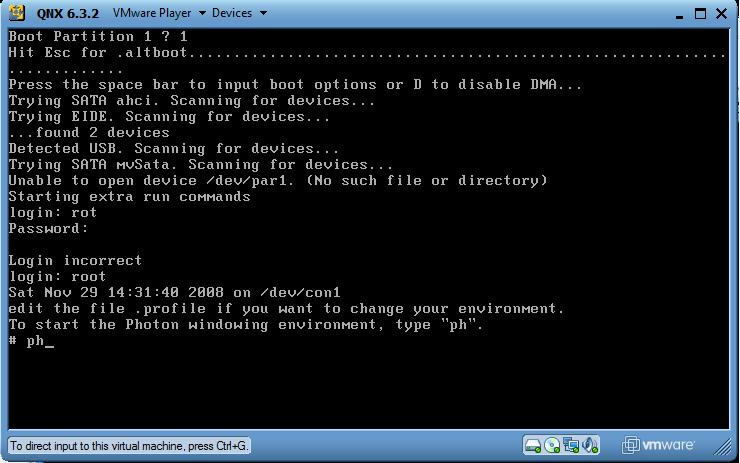 QNX 6.3.2 VMware Player Devices
Boot Partition 1 ? 1
Hit Esc for .altboot.............................................................
.............
Press the space bar to input boot options or D to disable DMA...
Trying SATA ahci. Scanning for devices...
Trying EIDE. Scanning for devices...
...found 2 devices
Detected USB. Scanning for devices...
Trying SATA mvSata. Scanning for devices...
Unable to open device /dev/par1. (No such file or directory)
Starting extra run commands
login: rot
Password:
Login incorrect
login: root
Sat Nov 29 14:31:40 2008 on /dev/con1
edit the file .profile if you want to change your environment.
To start the Photon windowing environment, type "ph".
# ph_
To direct input to this virtual machine, press Ctrl+G. vmware